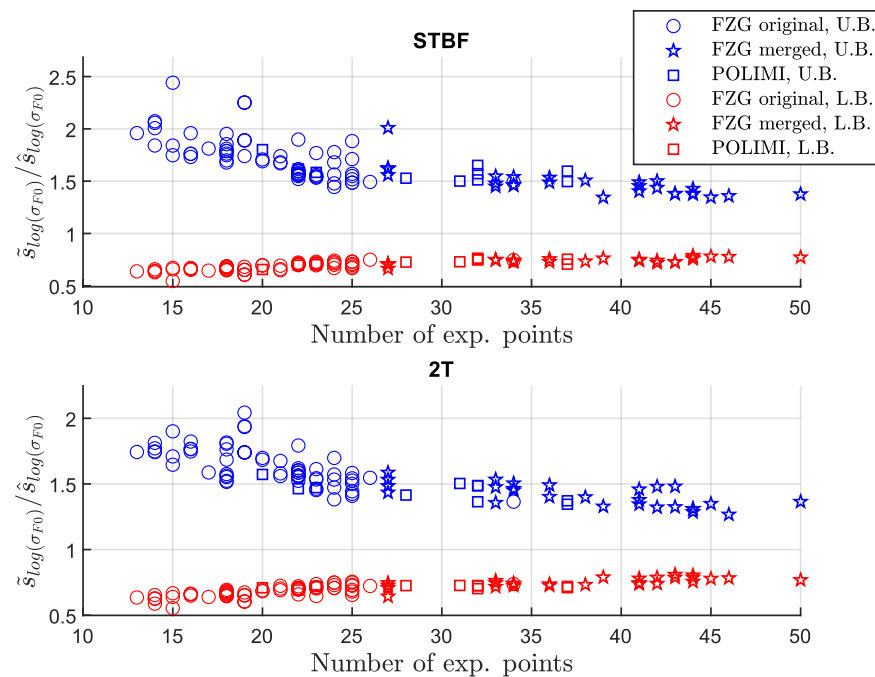 FZG original, U.B.
FZG merged, U.B.
POLIMI, U.B.
FZG original, L.B.
FZG merged, L.B.
POLIMI, L.B.
STBF
2.5
2
1.5
1
0.5
s̃log(σF0)/ŝlog(σF0)
10 15 20 25 30 35 40 45 50
Number of exp. points
2T
2
1.5
1
0.5
s̃log(σF0)/ŝlog(σF0)
10 15 20 25 30 35 40 45 50
Number of exp. points